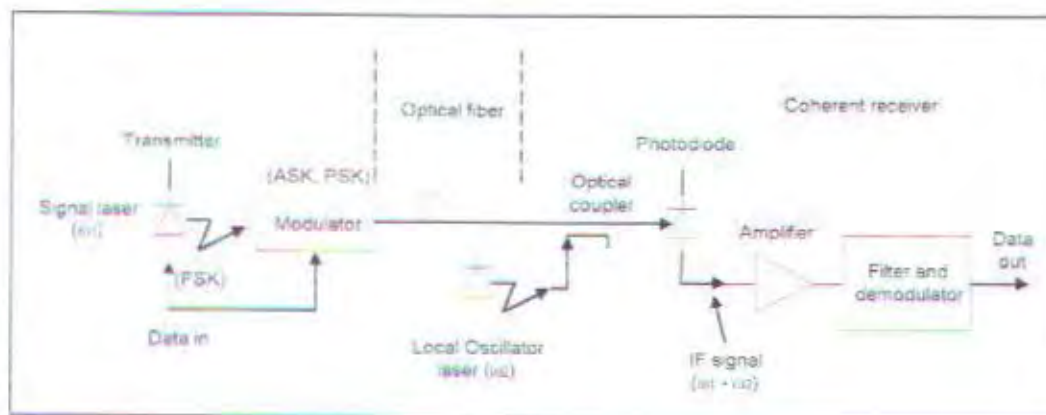 Optical fiber
Coherent receiver
Transmitter
Photodiode
(ASK, PSK)
Optical
coupler
Signal laser
Modulator
Amplifier
Data
out
(FSK)
Filter and
demodulator
Data in
Local Oscillator
laser
IF signal